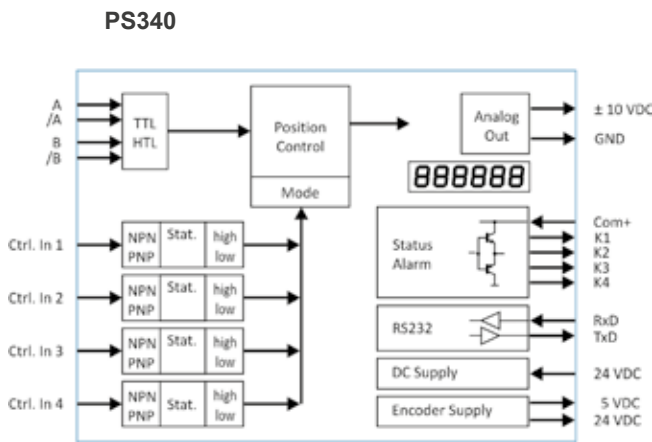 PS340
A
/A
B
/B
TTL
HTL
Position
Control
Mode
Analog
Out
± 10 VDC
GND
888888
Ctrl. In 1
NPN
PNP
Stat.
high
low
Ctrl. In 2
NPN
PNP
Stat.
high
low
Ctrl. In 3
NPN
PNP
Stat.
high
low
Ctrl. In 4
NPN
PNP
Stat.
high
low
Status
Alarm
Com+
K1
K2
K3
K4
RS232
RxD
TxD
DC Supply
24 VDC
Encoder Supply
5 VDC
24 VDC